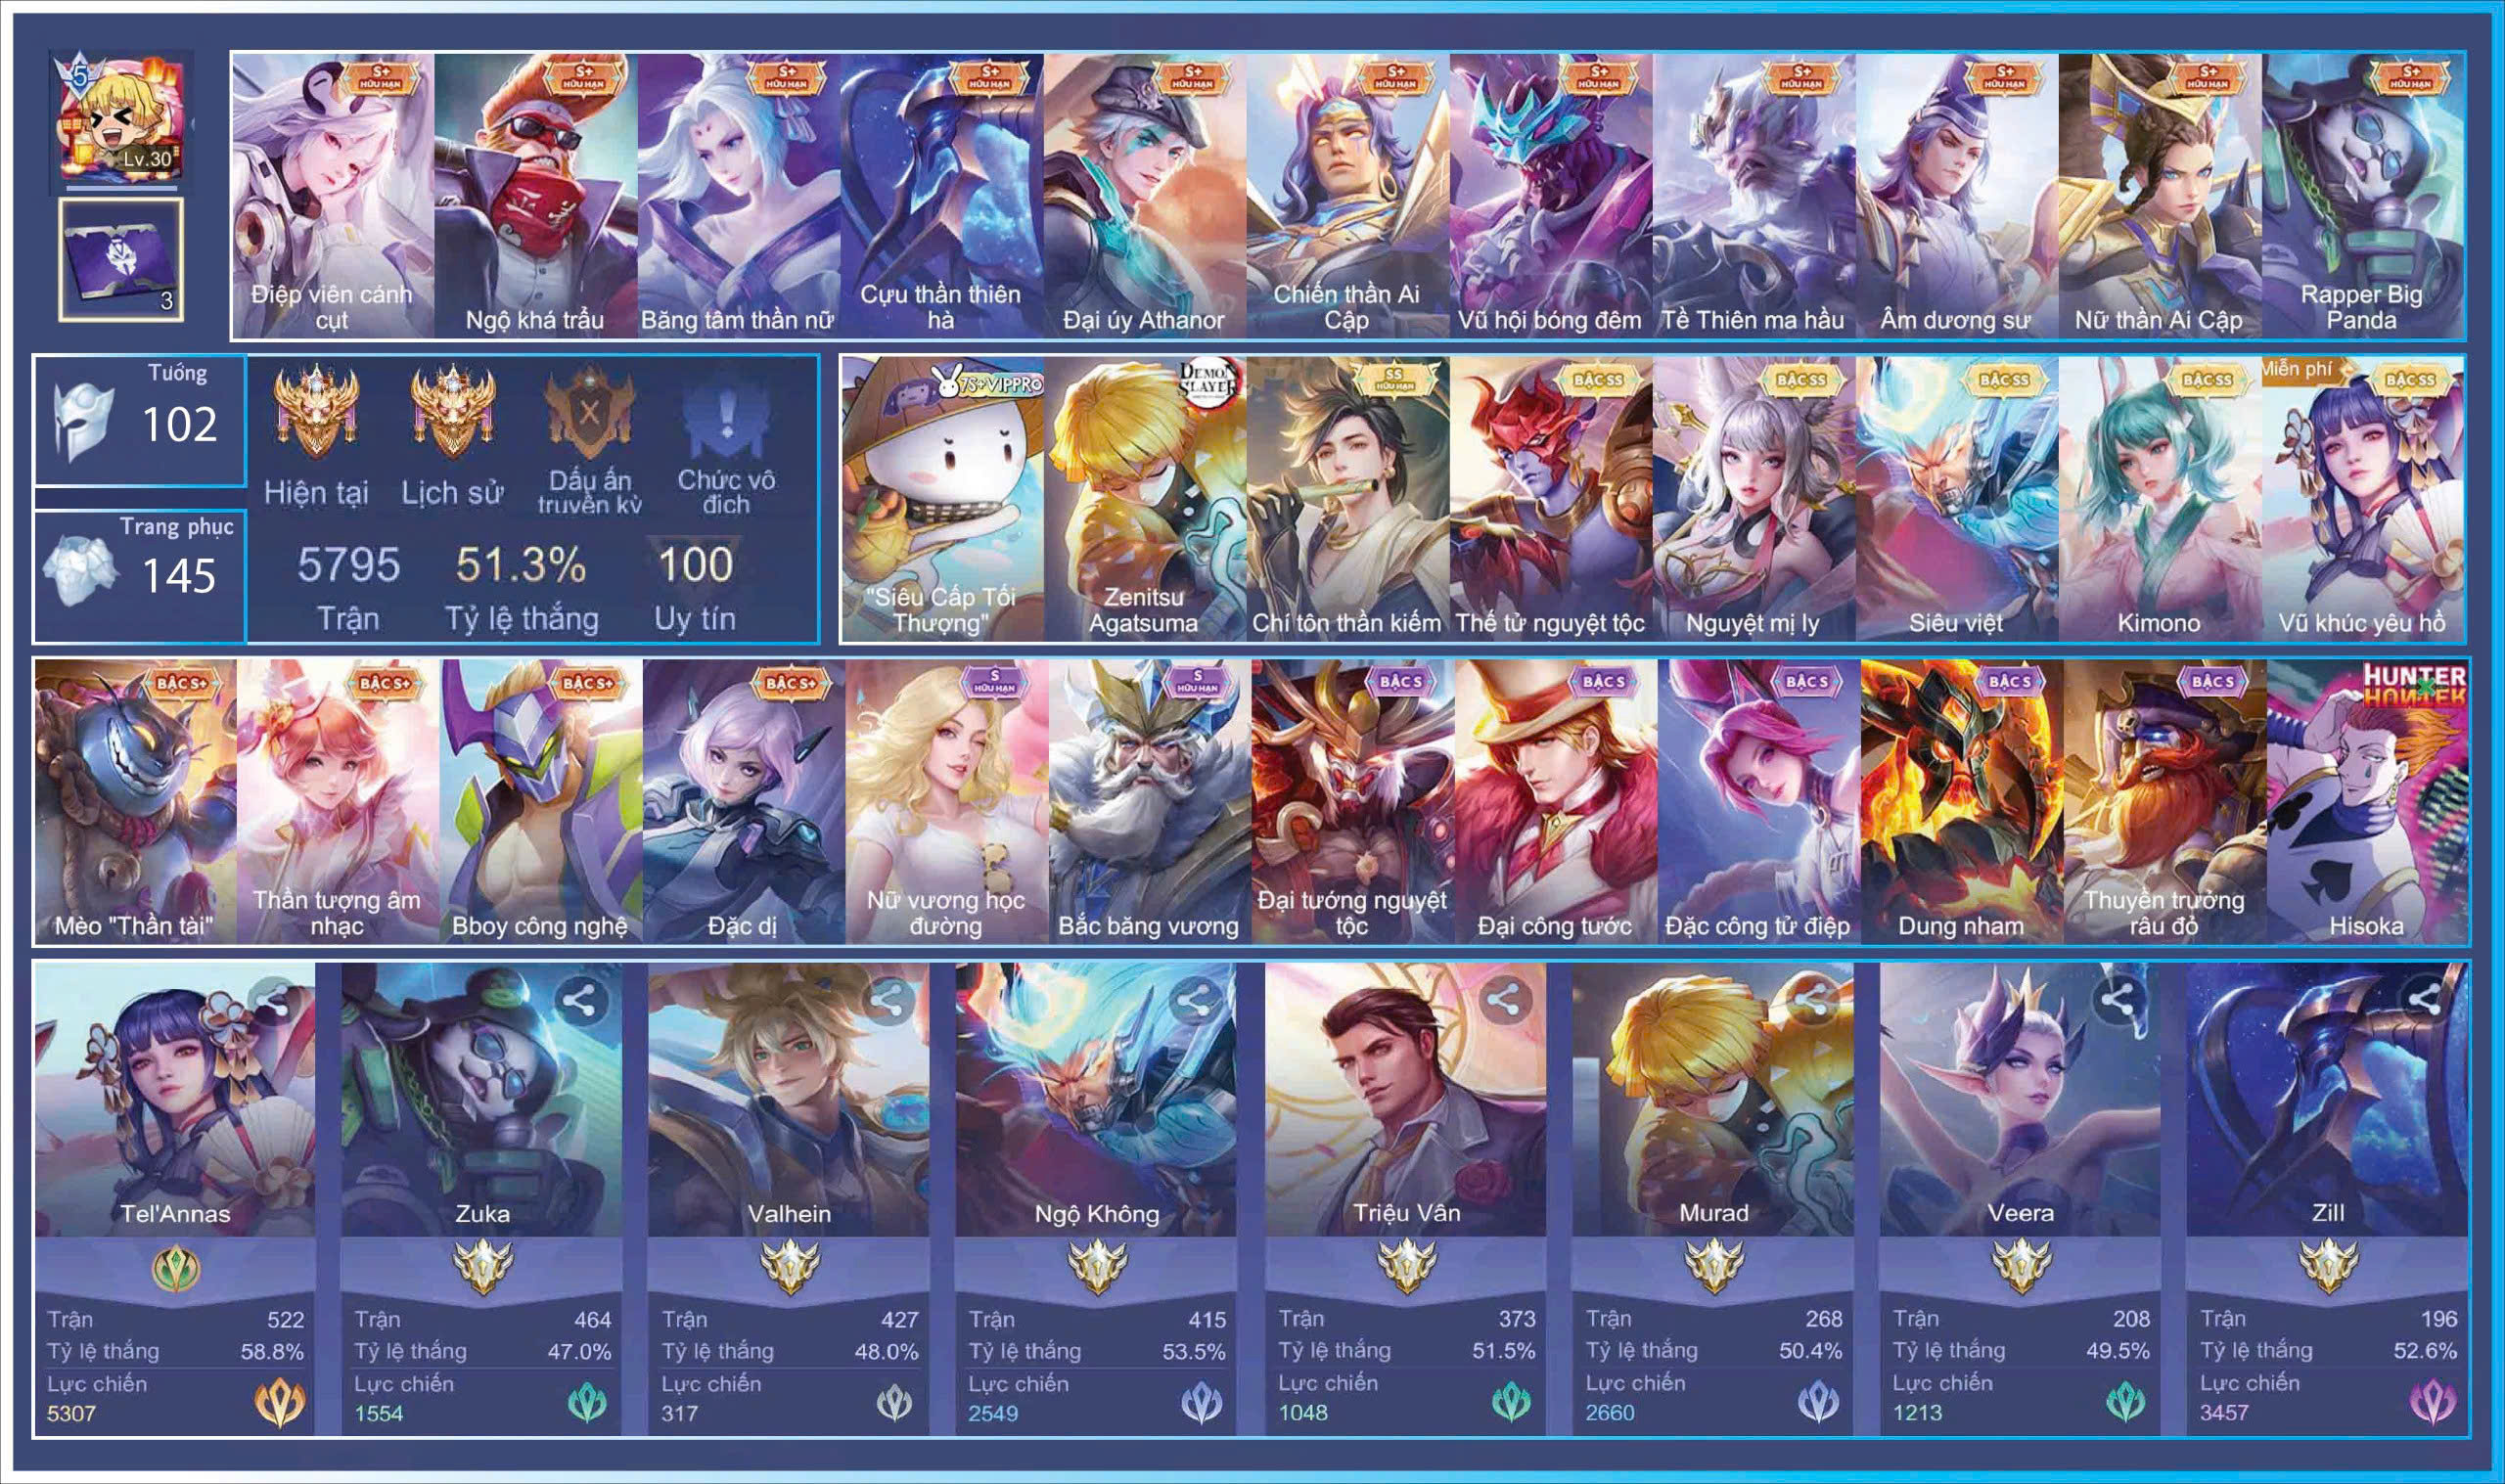 5
Lv.30
3
S+
HỮU HẠN
Điệp viên cánh
cụt
S+
HỮU HẠN
Ngộ khá trẩu
S+
HỮU HẠN
Băng tâm thần nữ
S+
HỮU HẠN
Cựu thần thiên
hà
S+
HỮU HẠN
Đại úy Athanor
S+
HỮU HẠN
Chiến thần Ai
Cập
S+
HỮU HẠN
Vũ hội bóng đêm
S+
HỮU HẠN
Tề Thiên ma hầu
S+
HỮU HẠN
Âm dương sư
S+
HỮU HẠN
Nữ thần Ai Cập
S+
HỮU HẠN
Rapper Big
Panda
Tướng
102
Trang phục
145
Hiện tại
Lịch sử
Dấu ấn
truyền kỳ
Chức vô
địch
5795
Trận
51.3%
Tỷ lệ thắng
100
Uy tín
7S+VIPPRO
"Siêu Cấp Tối
Thượng"
DEMON
SLAYER
Zenitsu
Agatsuma
SS
HỮU HẠN
Chí tôn thần kiếm
BẬC SS
Thế tử nguyệt tộc
BẬC SS
Nguyệt mị ly
BẬC SS
Siêu việt
BẬC SS
Kimono
Miễn phí
BẬC SS
Vũ khúc yêu hồ
BẬC S+
Mèo "Thần tài"
BẬC S+
Thần tượng âm
nhạc
BẬC S+
Bboy công nghệ
BẬC S+
Đặc dị
S
HỮU HẠN
Nữ vương học
đường
S
HỮU HẠN
Bắc băng vương
BẬC S
Đại tướng nguyệt
tộc
BẬC S
Đại công tước
BẬC S
Đặc công tử điệp
BẬC S
Dung nham
BẬC S
Thuyền trưởng
râu đỏ
HUNTER
HUNTER
Hisoka
Tel'Annas
Trận 522
Tỷ lệ thắng 58.8%
Lực chiến
5307
Zuka
Trận 464
Tỷ lệ thắng 47.0%
Lực chiến
1554
Valhein
Trận 427
Tỷ lệ thắng 48.0%
Lực chiến
317
Ngộ Không
Trận 415
Tỷ lệ thắng 53.5%
Lực chiến
2549
Triệu Vân
Trận 373
Tỷ lệ thắng 51.5%
Lực chiến
1048
Murad
Trận 268
Tỷ lệ thắng 50.4%
Lực chiến
2660
Veera
Trận 208
Tỷ lệ thắng 49.5%
Lực chiến
1213
Zill
Trận 196
Tỷ lệ thắng 52.6%
Lực chiến
3457